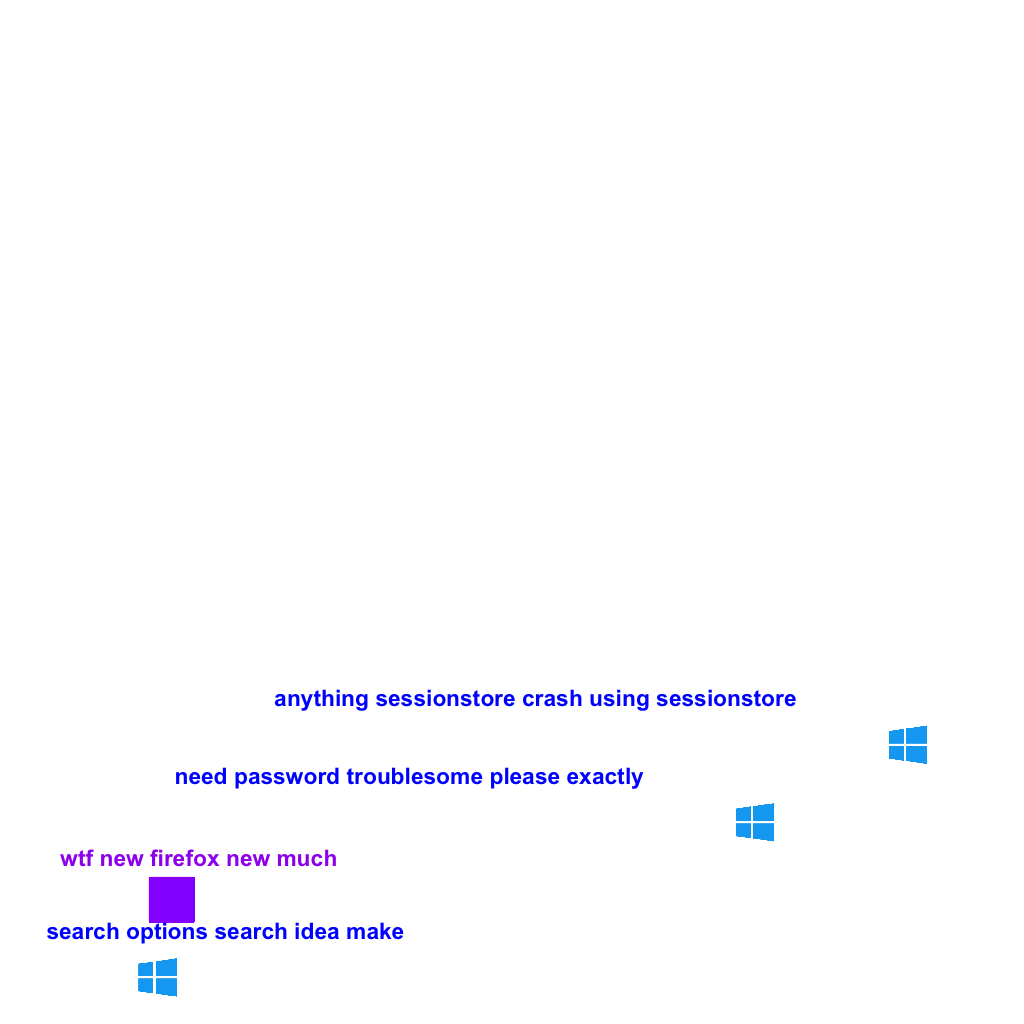 anything sessionstore crash using sessionstore
need password troublesome please exactly
wtf new firefox new much
search options search idea make